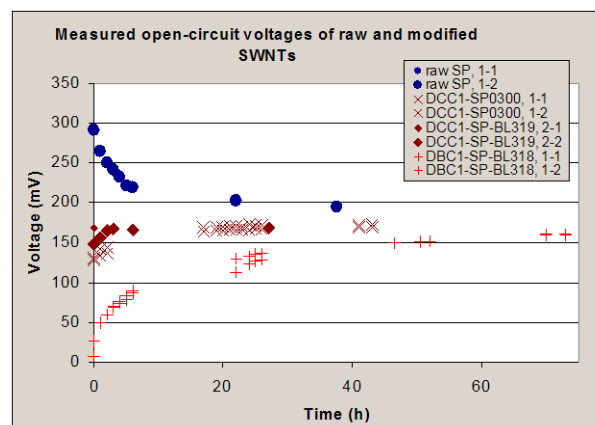 Measured open-circuit voltages of raw and modified
SWNTs
350
300
250
200
150
100
50
0
Voltage (mV)
raw SP, 1-1
raw SP, 1-2
DCC1-SP0300, 1-1
DCC1-SP0300, 1-2
DCC1-SP-BL319, 2-1
DCC1-SP-BL319, 2-2
DBC1-SP-BL318, 1-1
DBC1-SP-BL318, 1-2
0
20
40
60
Time (h)